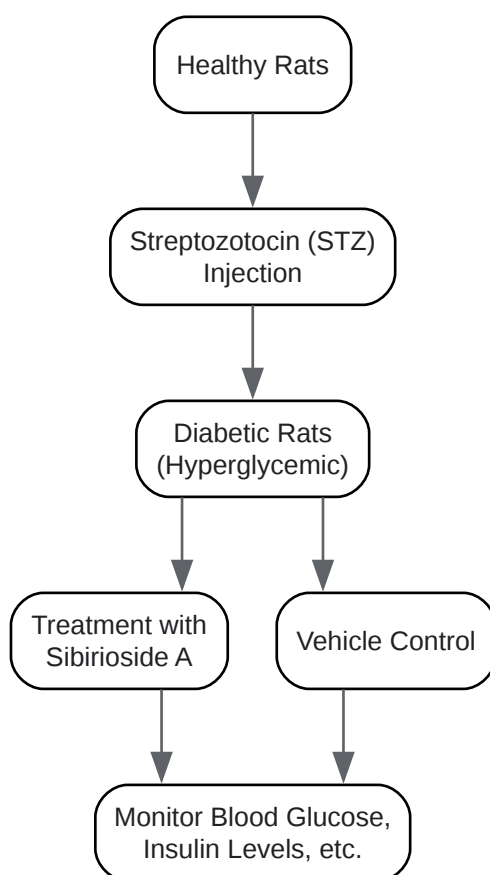 Healthy Rats
Streptozotocin (STZ)
Injection
Diabetic Rats
(Hyperglycemic)
Treatment with
Sibirioside A
Vehicle Control
Monitor Blood Glucose,
Insulin Levels, etc.